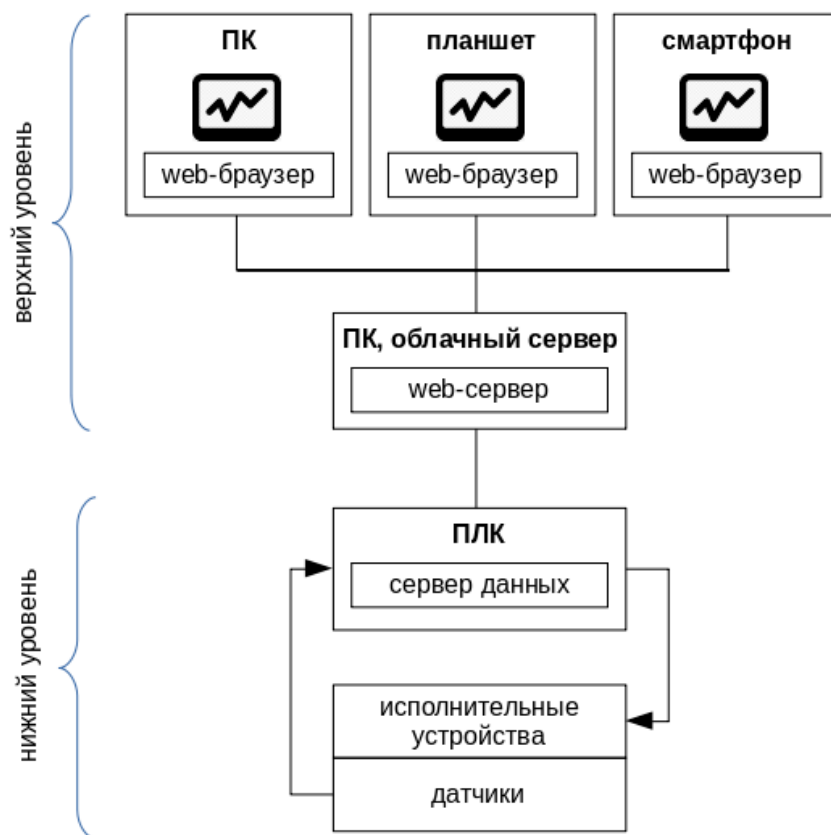 ПК
планшет
смартфон
web-браузер
web-браузер
web-браузер
верхний уровень
ПК, облачный сервер
web-сервер
ПЛК
сервер данных
нижний уровень
исполнительные
устройства
датчики